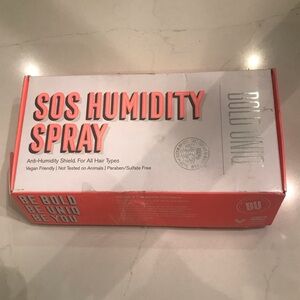 SOS HUMIDITY
SPRAY
Anti-Humidity Shield. For All Hair Types
Vegan Friendly | Not Tested on Animals | Paraben/Sulfate Free
BOLD UNIQ
BE BOLD
BE UNIQ
BE YOU
BU